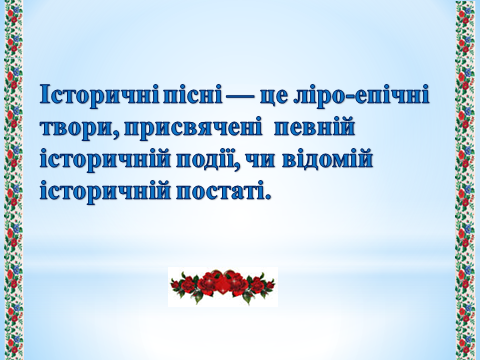 Історичні пісні — це ліро-епічні
твори, присвячені певній
історичній події, чи відомій
історичній постаті.